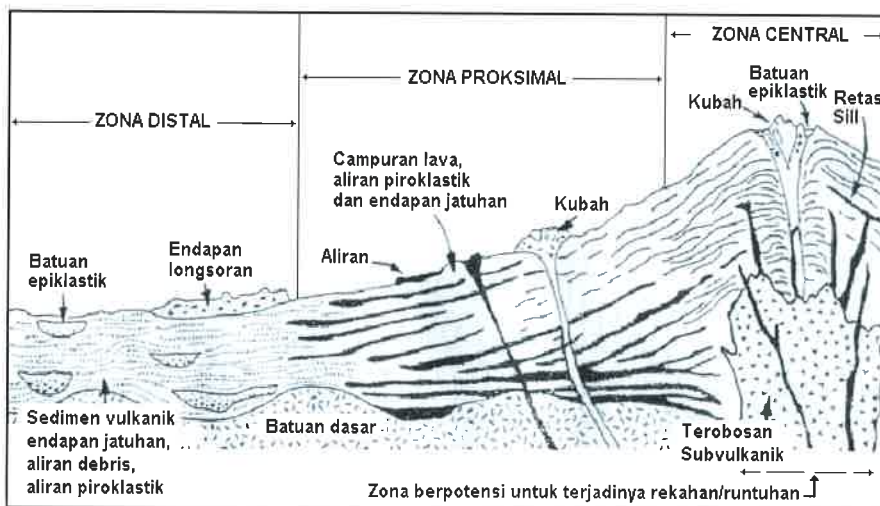 ZONA CENTRAL
ZONA PROKSIMAL
ZONA DISTAL
Batuan
epiklastik
Kubah
Retas
Sill
Campuran lava,
aliran piroklastik
dan endapan jatuhan
Kubah
Aliran
Endapan
longsoran
Batuan
epiklastik
Sedimen vulkanik
endapan jatuhan,
aliran debris,
aliran piroklastik
Batuan dasar
Terobosan
Subvulkanik
Zona berpotensi untuk terjadinya rekahan/runtuhan